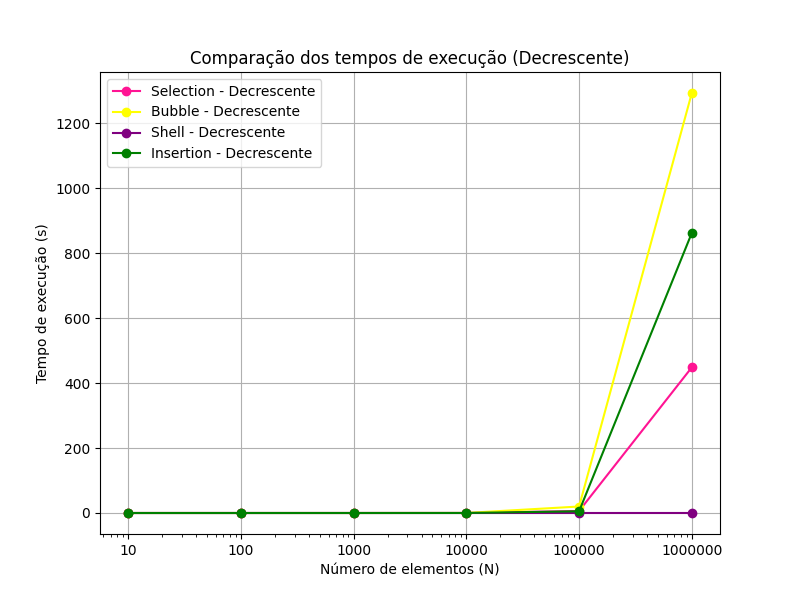 Comparação dos tempos de execução (Decrescente)
Selection - Decrescente
Bubble - Decrescente
Shell - Decrescente
Insertion - Decrescente
Tempo de execução (s)
1200
1000
800
600
400
200
0
10 100 1000 10000 100000 1000000
Número de elementos (N)